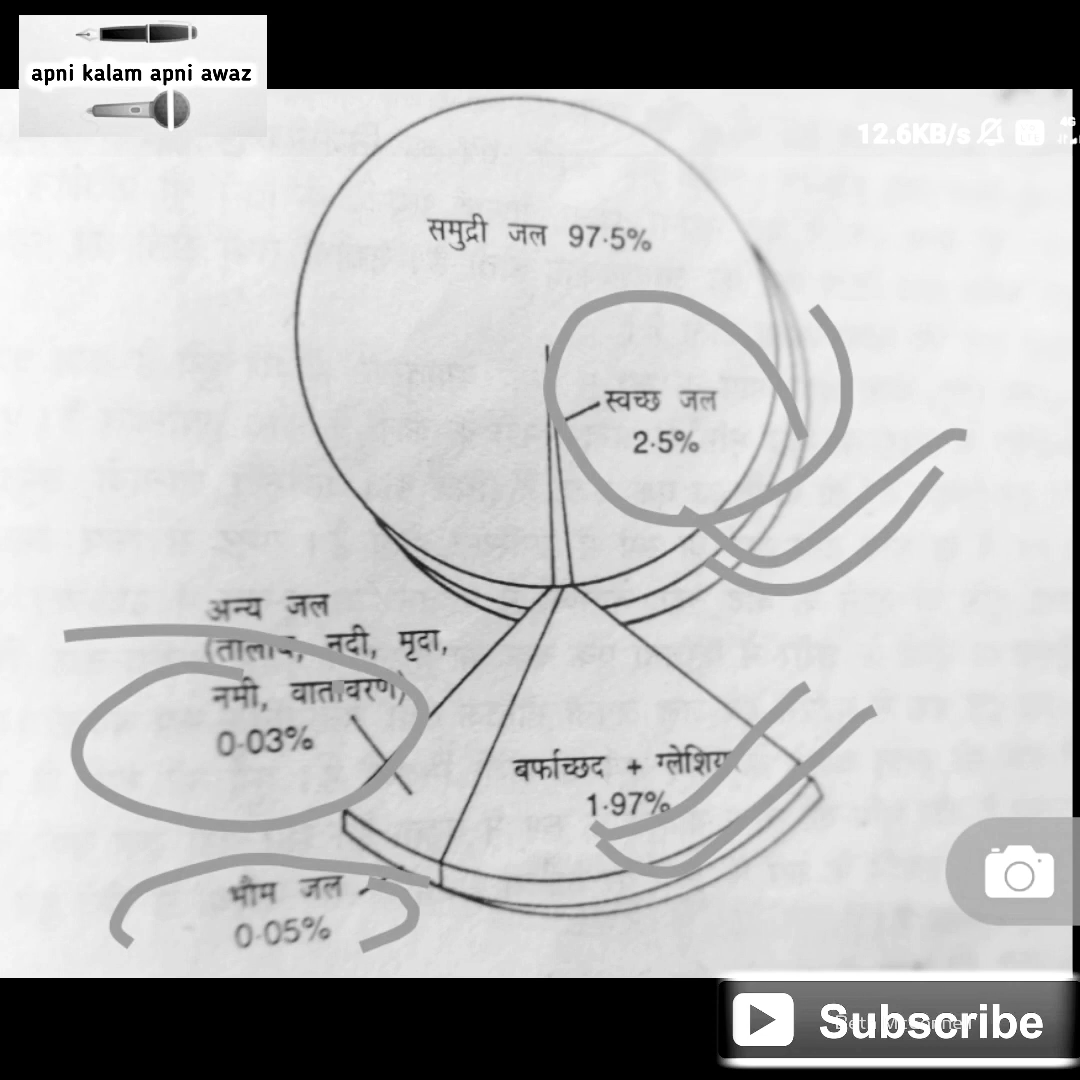 apni kalam apni awaz
12.6KB/s
4G
समुद्री जल 97·5%
स्वच्छ जल
2·5%
अन्य जल
(तालाब, नदी, मृदा,
नमी, वातावरण)
0·03%
बर्फाच्छद + ग्लेशियर
1·97%
भौम जल
0·05%
Subscribe